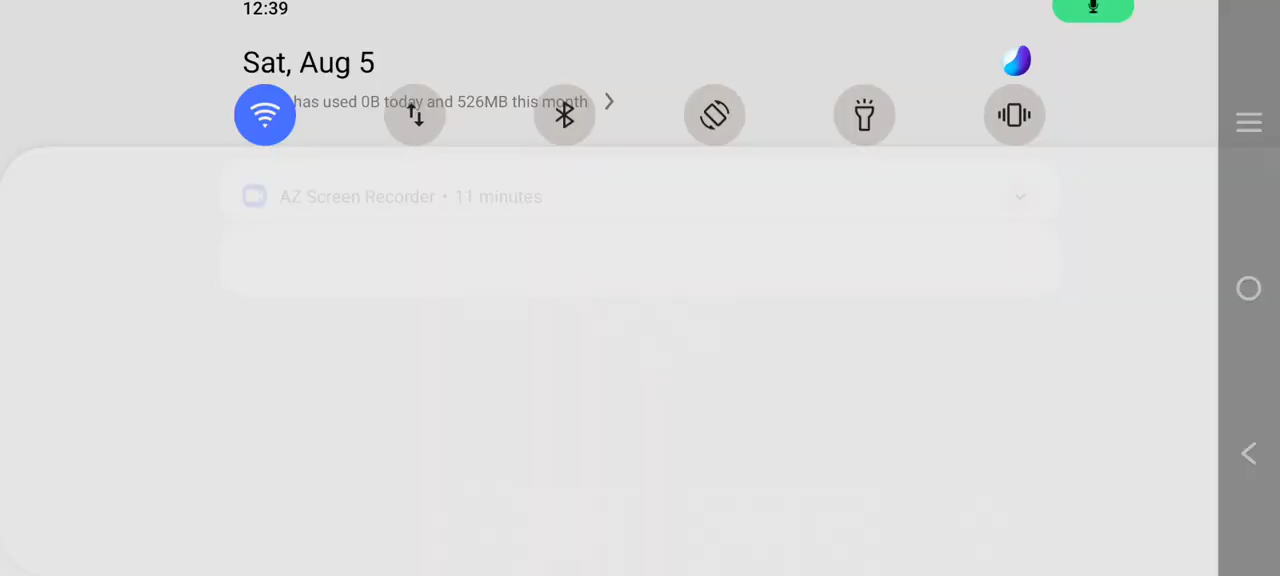 12:39
Sat, Aug 5
has used 0B today and 526MB this month
AZ Screen Recorder • 11 minutes